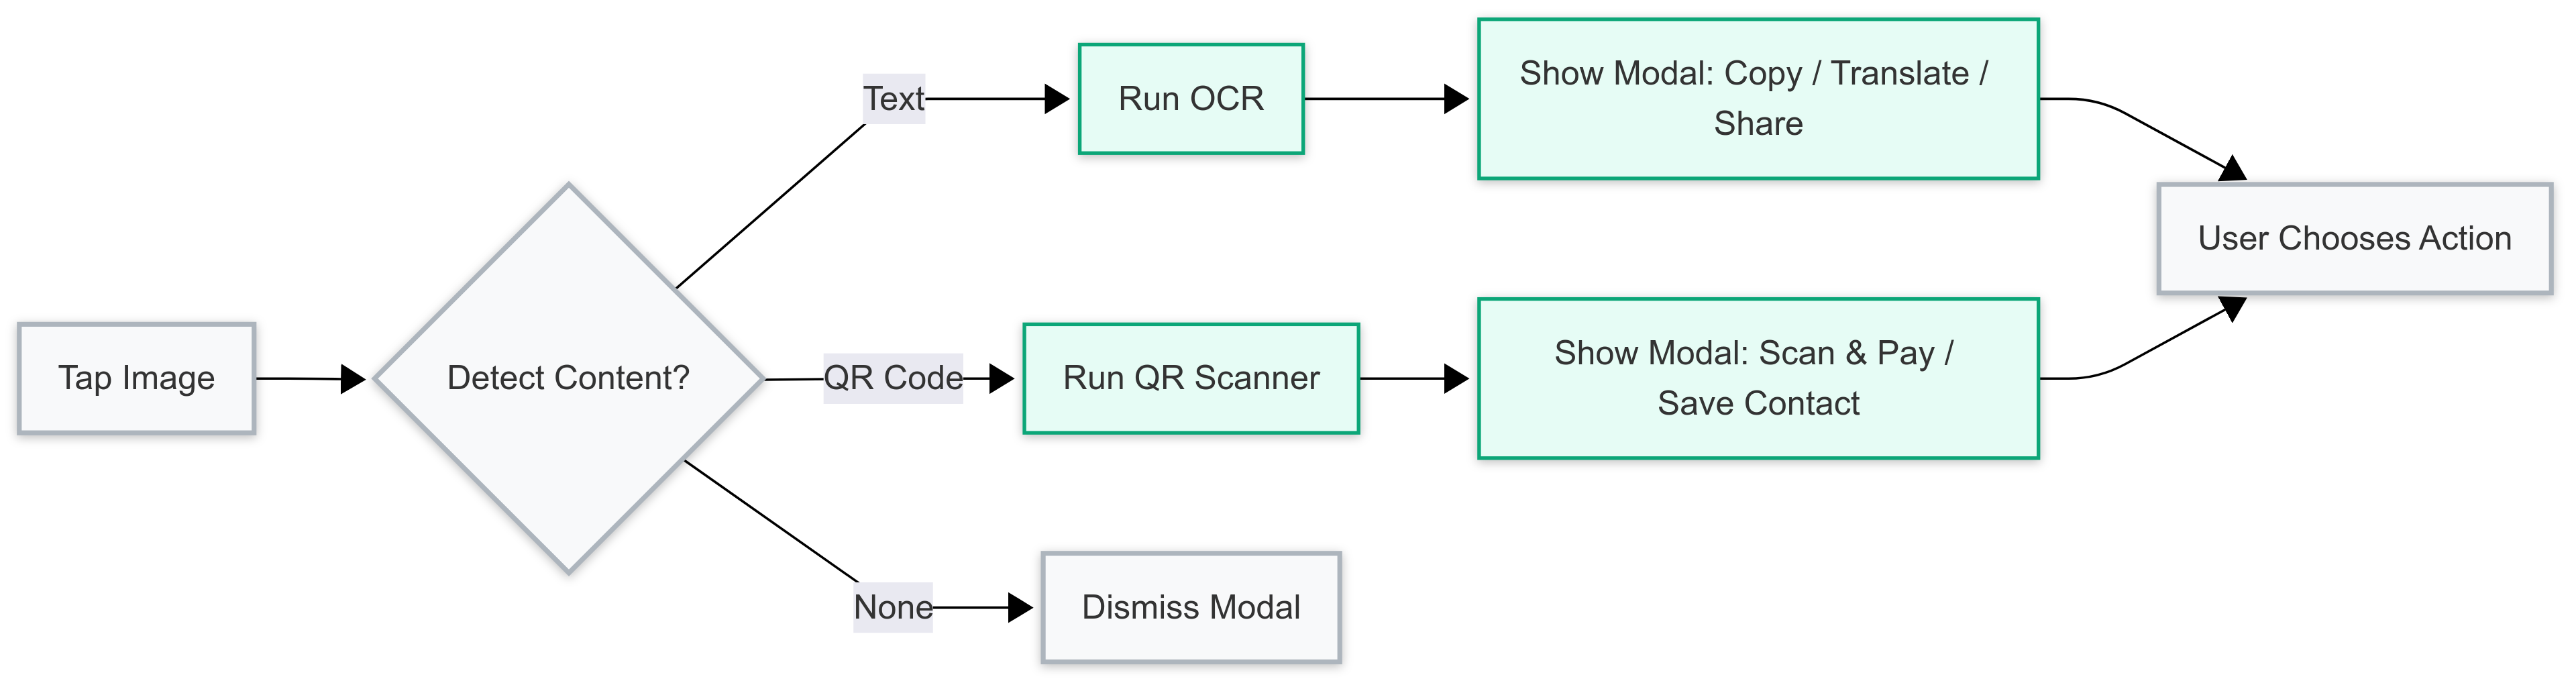 Tap Image
Detect Content?
Text
Run OCR
Show Modal: Copy / Translate /
Share
QR Code
Run QR Scanner
Show Modal: Scan & Pay /
Save Contact
User Chooses Action
None
Dismiss Modal